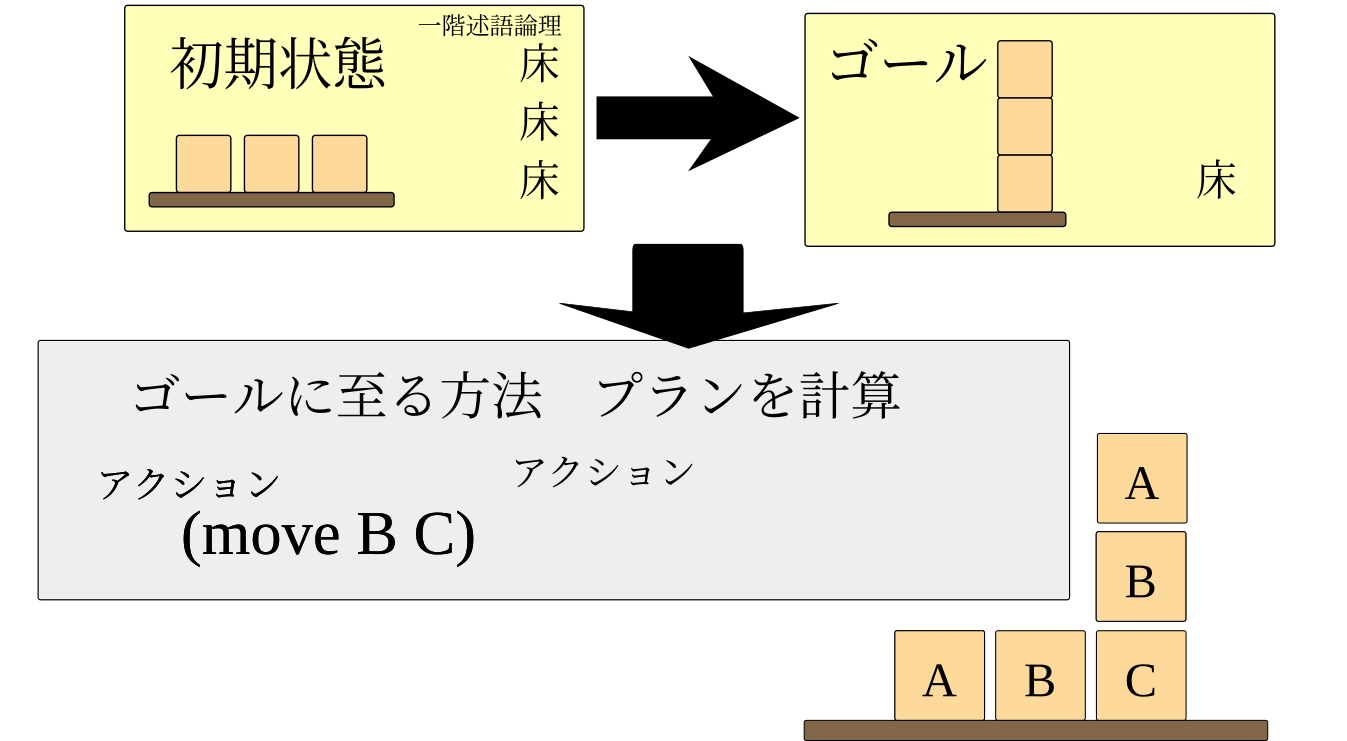 一階述語論理
初期状態
床
床
床
ゴール
床
ゴールに至る方法 プランを計算
アクション
アクション
(move B C)
A
B
A B C